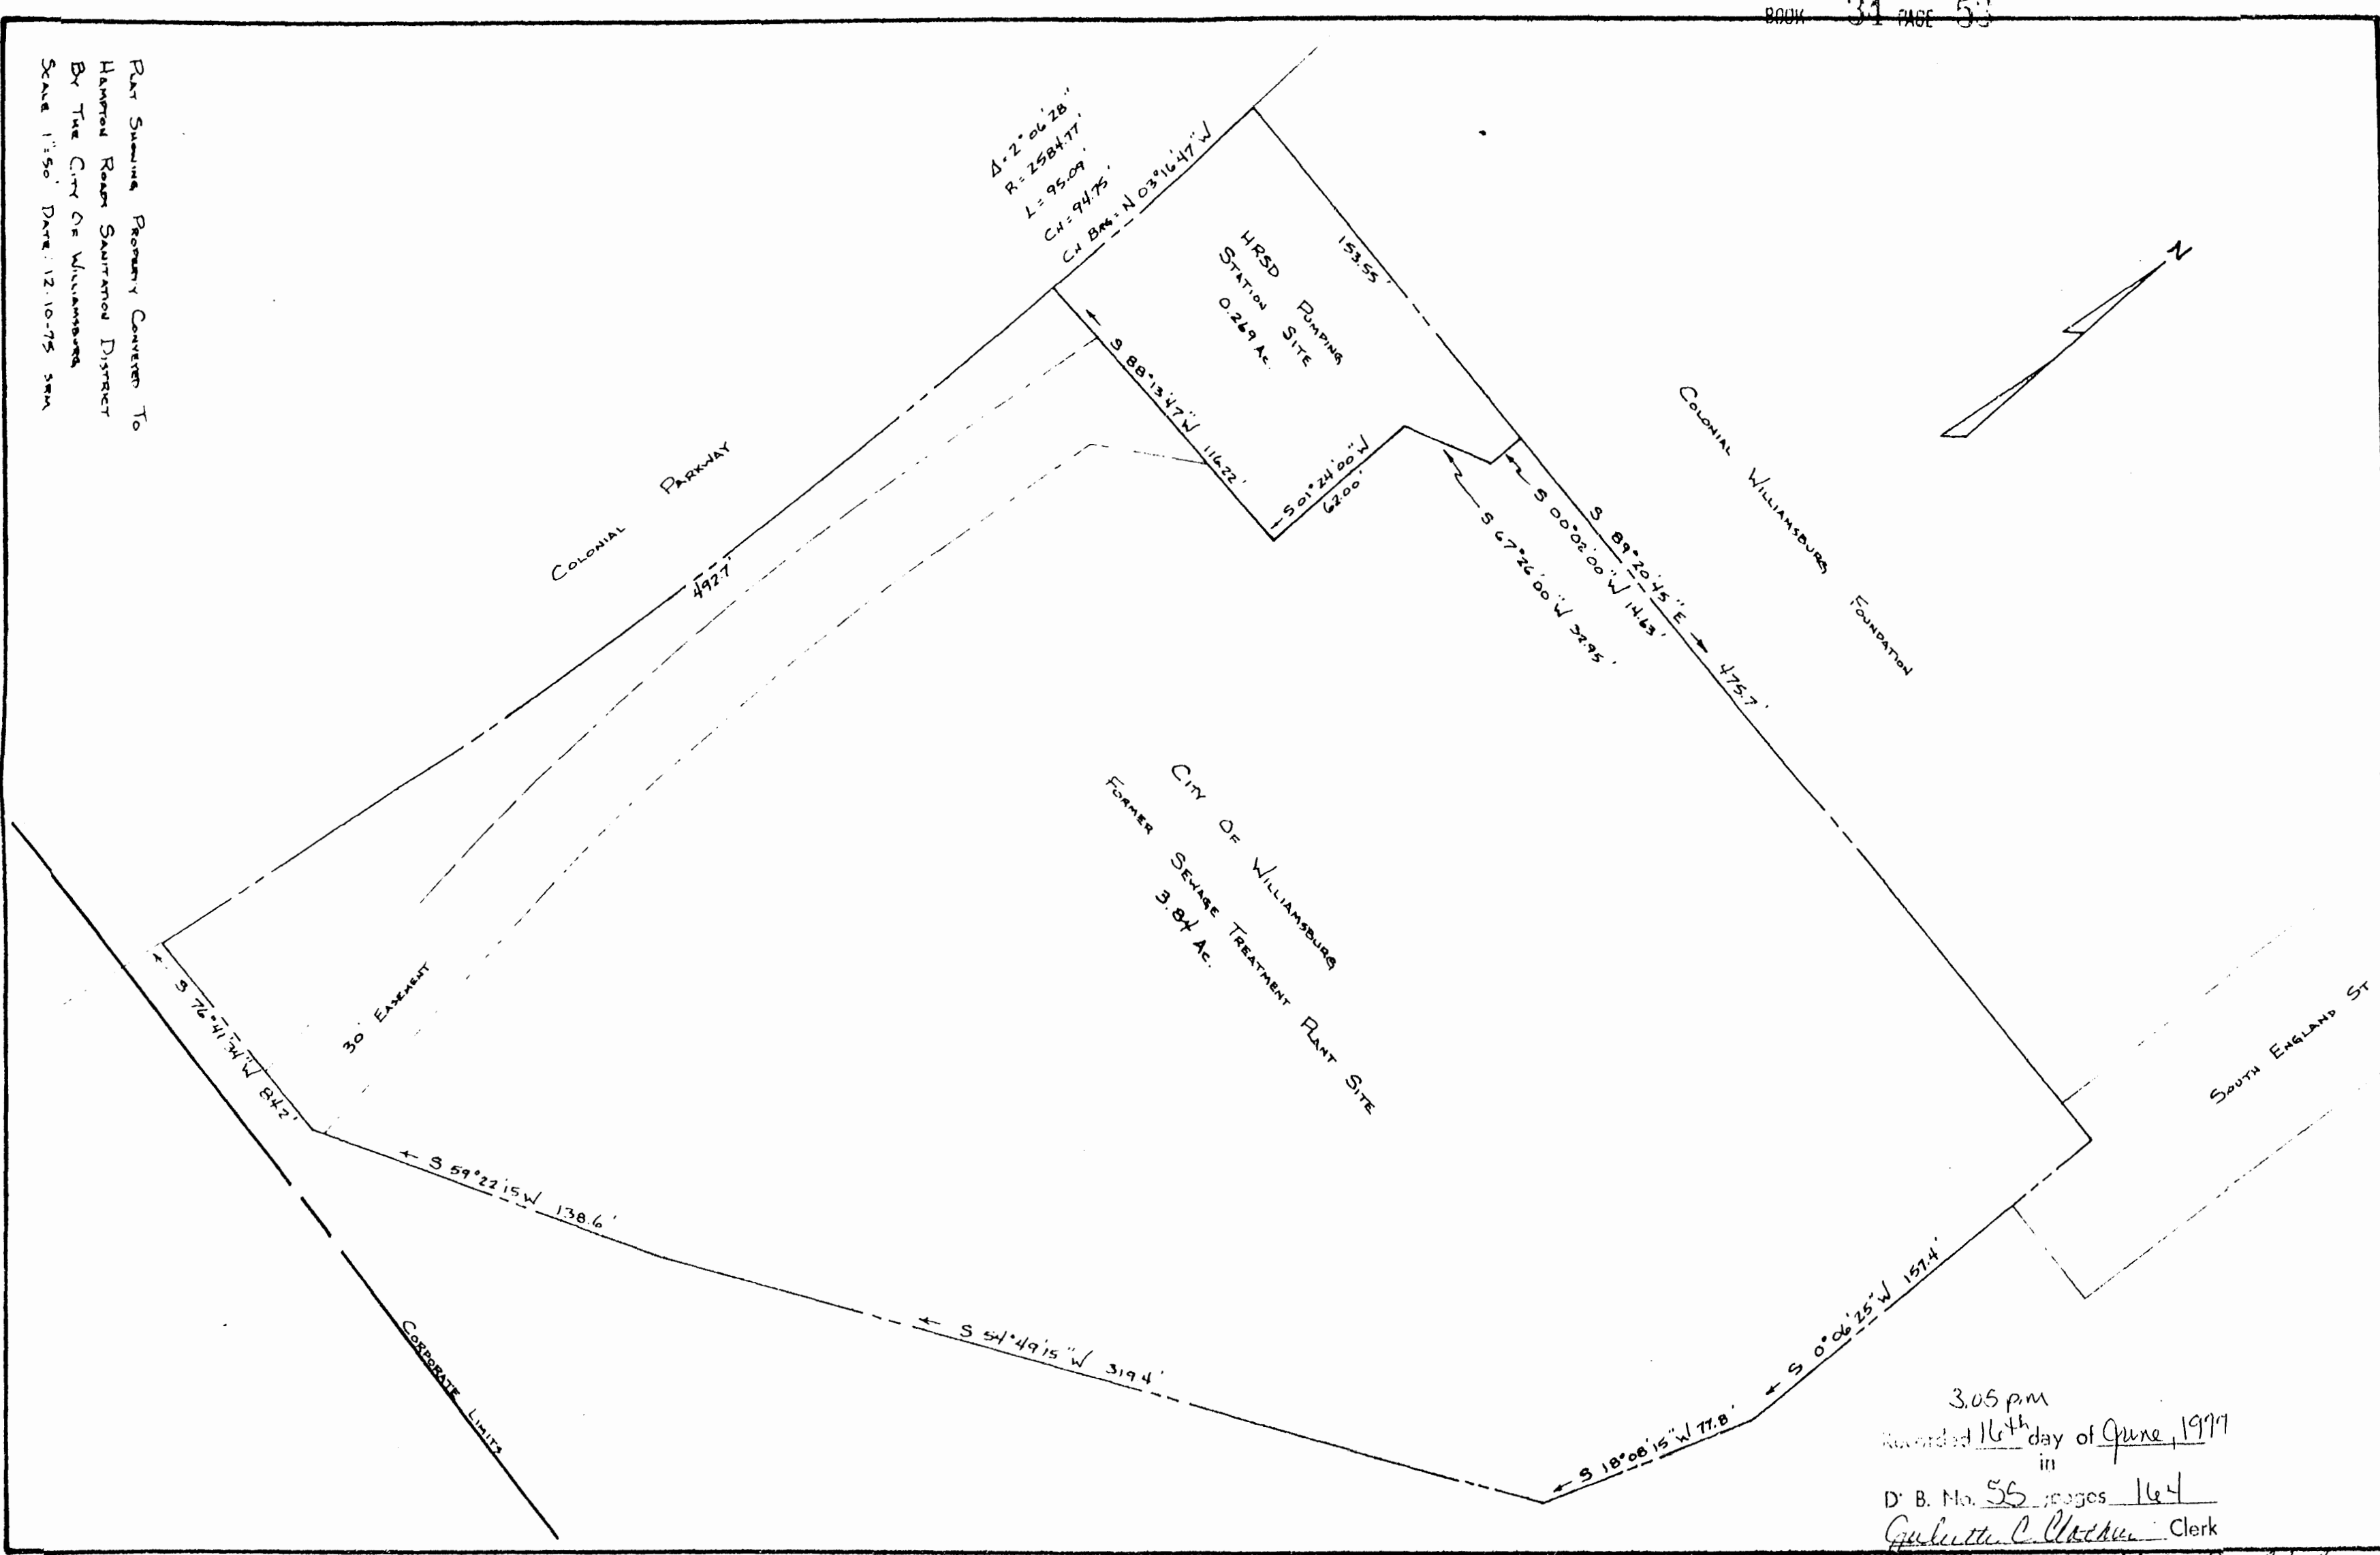 BOOK 34 PAGE
PLAT SHOWING PROPERTY CONVEYED TO
HAMPTON ROADS SANITATION DISTRICT
BY THE CITY OF WILLIAMSBURG
SCALE 1"=50' DATE: 12-10-75 SRM
Δ = 2°06'28"
R = 2584.77'
L = 95.09'
CH = 94.75'
CH BRG = N 03°16'47" W
153.55'
HRSD PUMPING
STATION SITE
0.269 AC.
N
S 88°13'47" W 116.22'
S 01°24'00" W
62.00'
S 67°26'00" W 32.95'
S 00°02'00" W 14.63'
S 89°20'45" E 475.7'
COLONIAL WILLIAMSBURG FOUNDATION
COLONIAL PARKWAY
492.7'
CITY OF WILLIAMSBURG
FORMER SEWAGE TREATMENT PLANT SITE
3.84 AC.
30' EASEMENT
S 76°41'34" W 84.2'
S 59°22'15 W 138.6'
S 54°49'15" W 319.4'
S 18°08'15" W 77.8'
S 0°06'25" W 157.4'
SOUTH ENGLAND ST
CORPORATE LIMITS
3.05 p.m
Recorded 16th day of June, 1977
in
D. B. No. 55 pages 164
Clerk